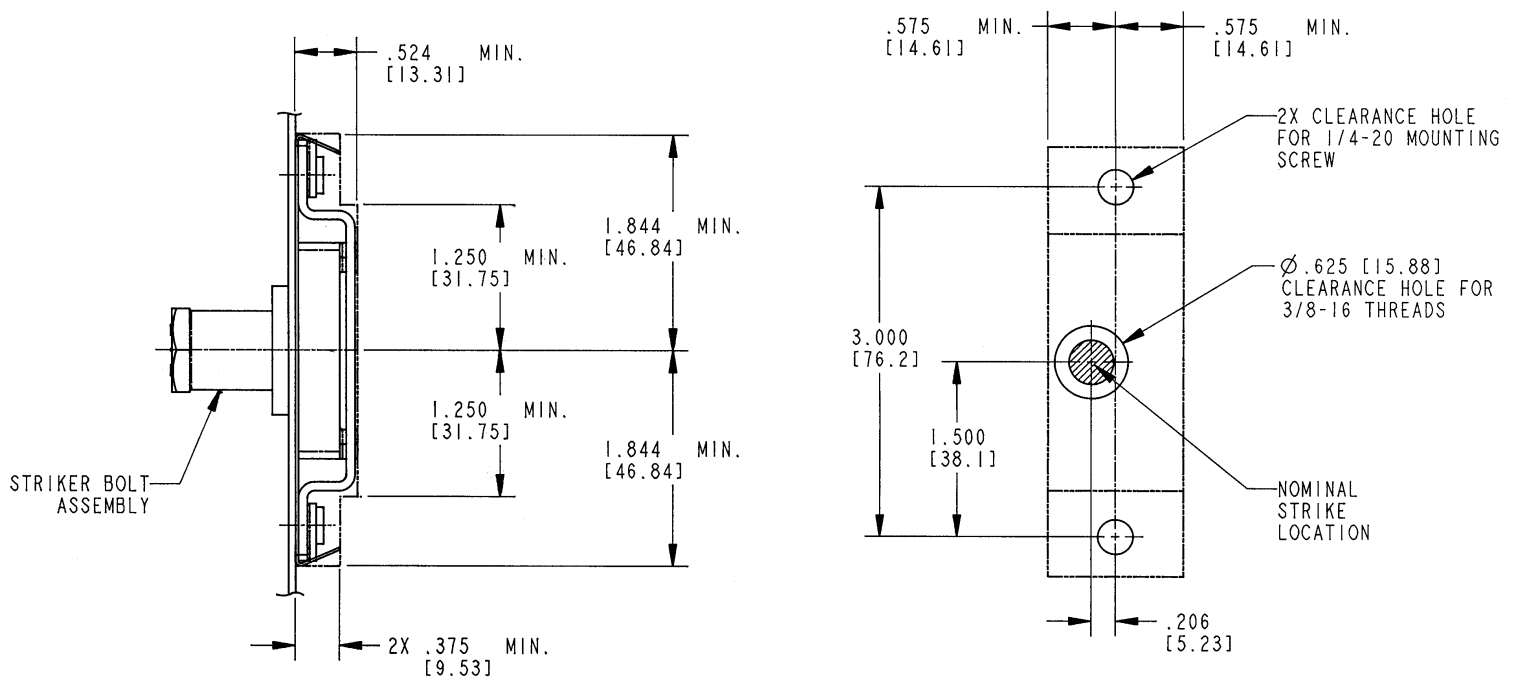 .524 MIN.
[13.31]
1.844 MIN.
[46.84]
1.250 MIN.
[31.75]
1.250 MIN.
[31.75]
1.844 MIN.
[46.84]
STRIKER BOLT
ASSEMBLY
2X .375 MIN.
[9.53]
.575 MIN.
[14.61]
.575 MIN.
[14.61]
2X CLEARANCE HOLE
FOR 1/4-20 MOUNTING
SCREW
Ø.625 [15.88]
CLEARANCE HOLE FOR
3/8-16 THREADS
3.000
[76.2]
1.500
[38.1]
NOMINAL
STRIKE
LOCATION
.206
[5.23]